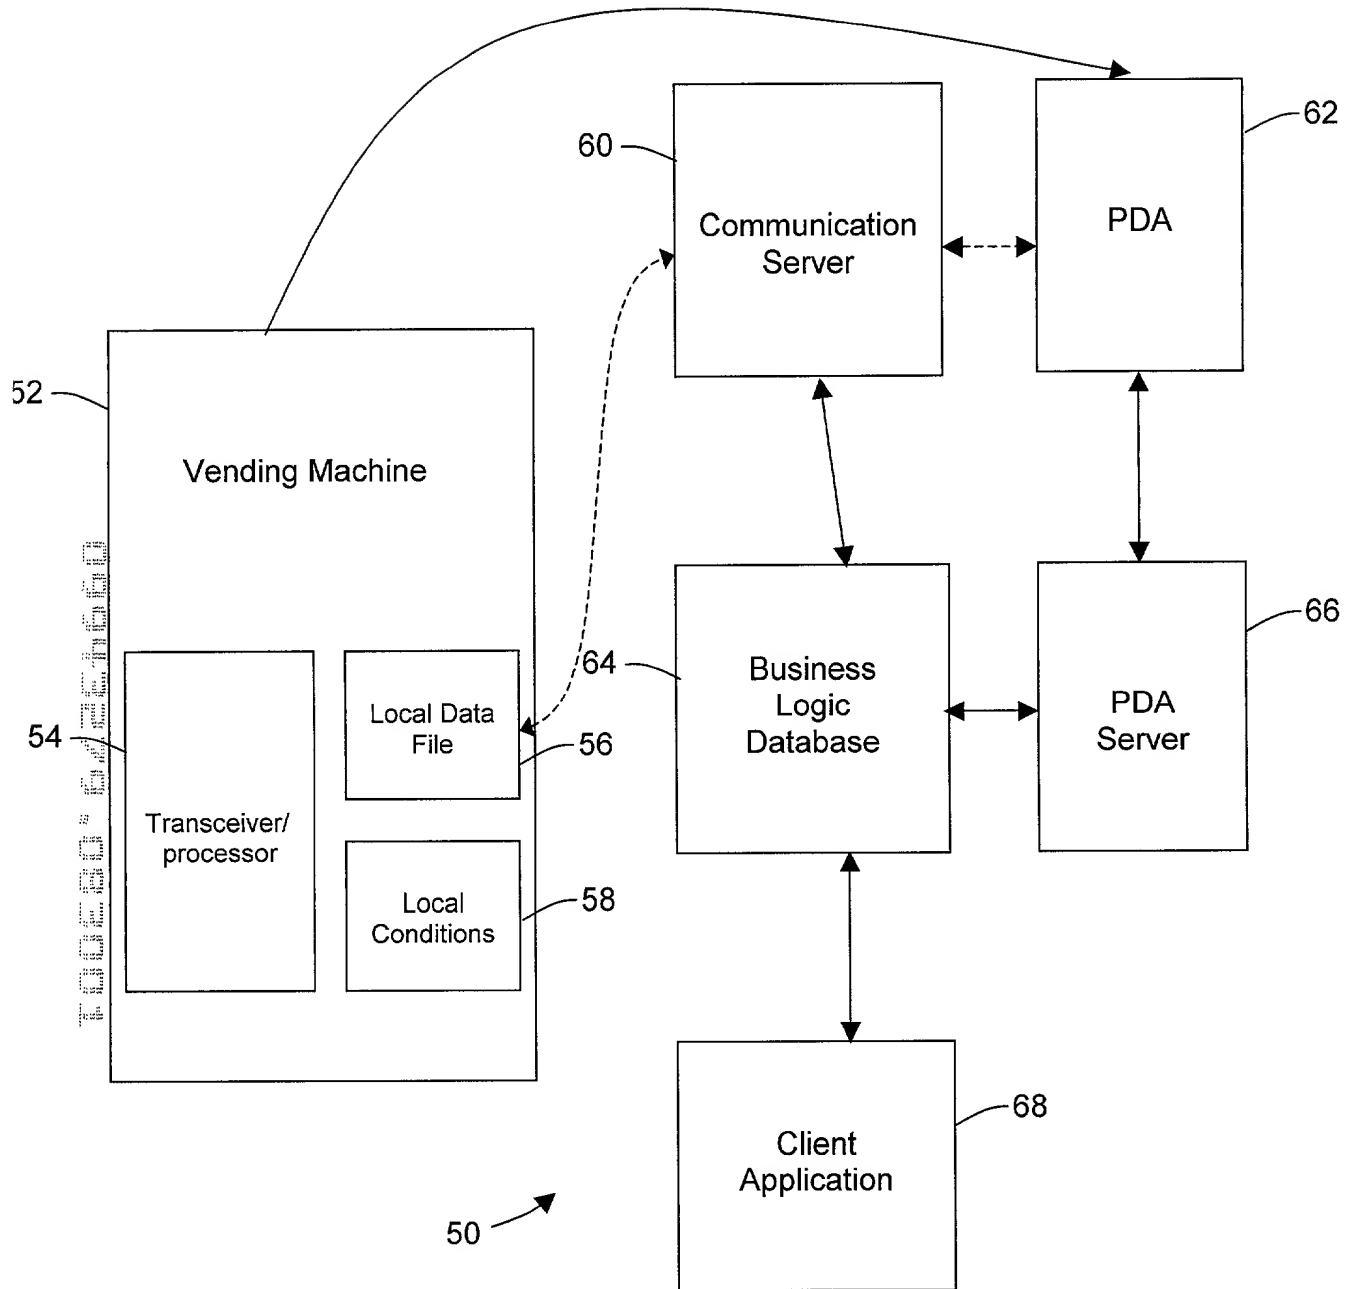 60
Communication
Server
62
PDA
52
Vending Machine
54
Transceiver/
processor
Local Data
File
56
Local
Conditions
58
64
Business
Logic
Database
66
PDA
Server
68
Client
Application
50